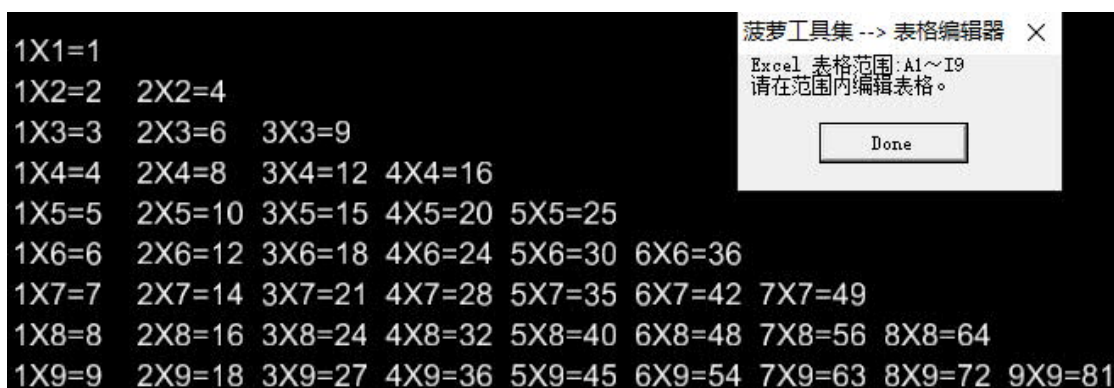 菠萝工具集 --> 表格编辑器
Excel 表格范围:A1～I9
请在范围内编辑表格。
Done
1X1=1
1X2=2 2X2=4
1X3=3 2X3=6 3X3=9
1X4=4 2X4=8 3X4=12 4X4=16
1X5=5 2X5=10 3X5=15 4X5=20 5X5=25
1X6=6 2X6=12 3X6=18 4X6=24 5X6=30 6X6=36
1X7=7 2X7=14 3X7=21 4X7=28 5X7=35 6X7=42 7X7=49
1X8=8 2X8=16 3X8=24 4X8=32 5X8=40 6X8=48 7X8=56 8X8=64
1X9=9 2X9=18 3X9=27 4X9=36 5X9=45 6X9=54 7X9=63 8X9=72 9X9=81